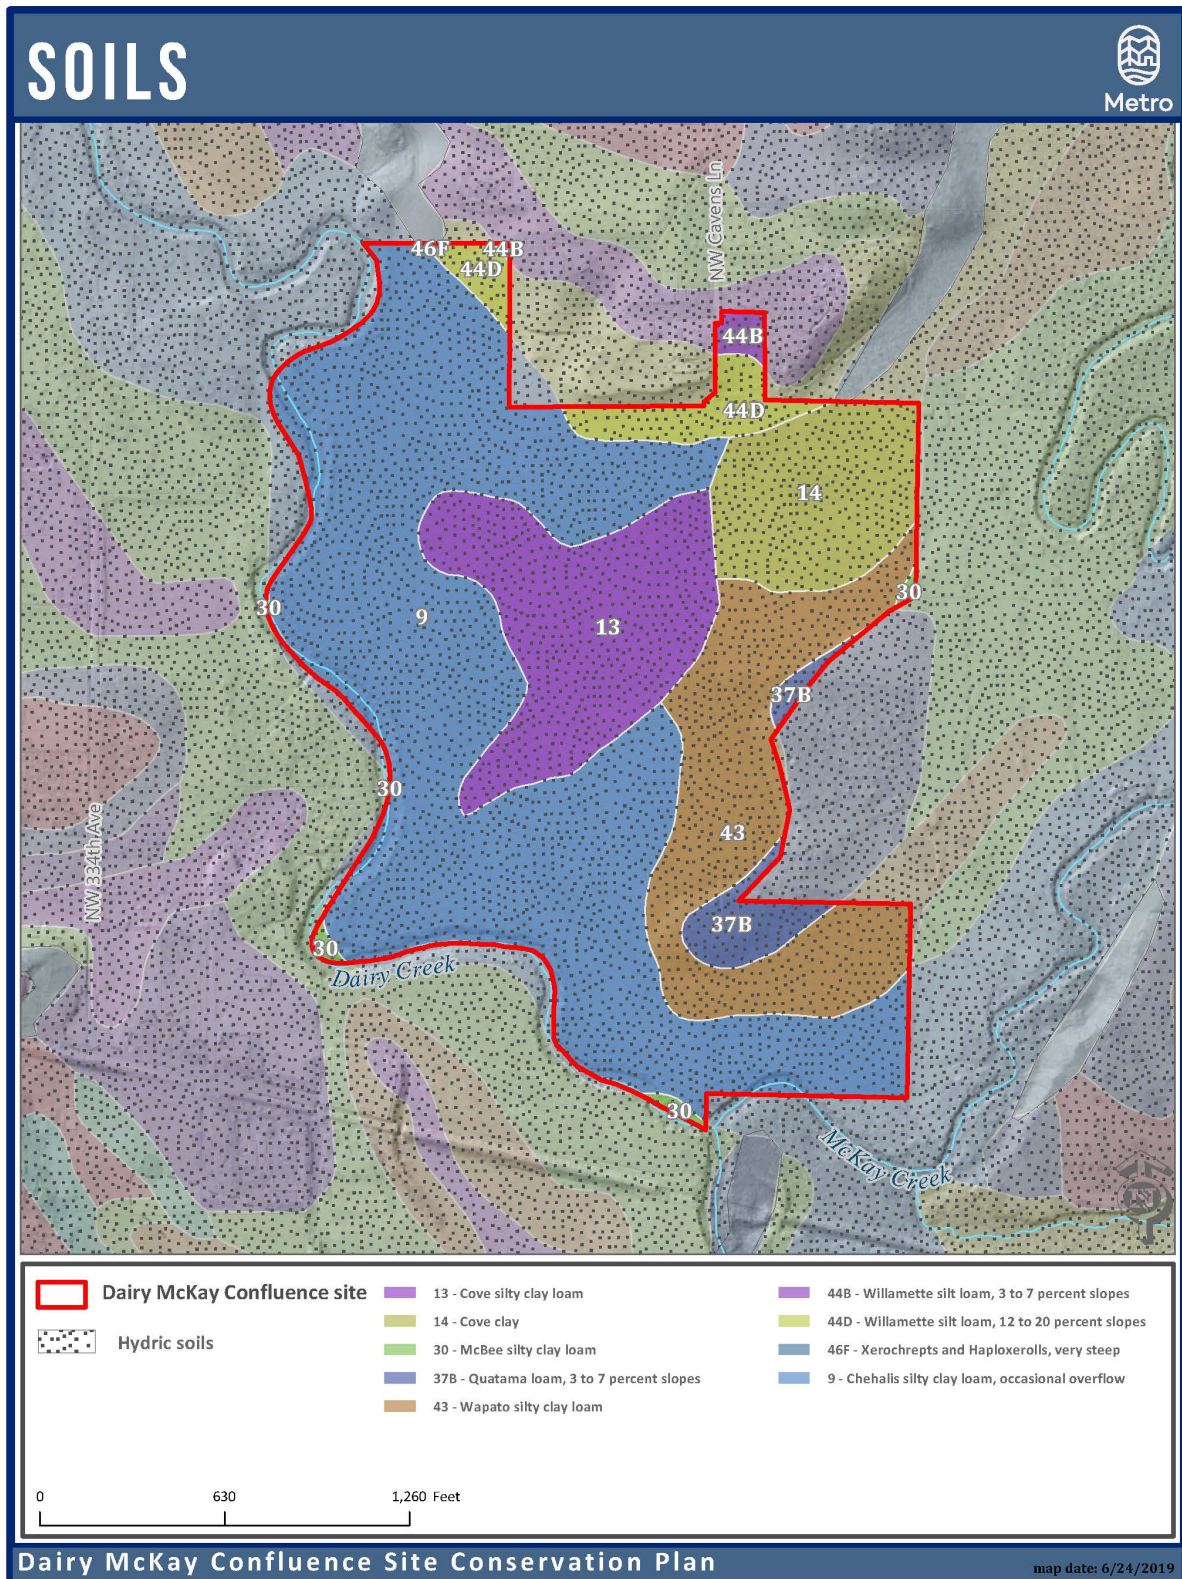 SOILS
Metro
NW Cavens Ln
46F
44B
44D
44B
44D
14
30
30
9
13
37B
30
43
NW 334th Ave
37B
30
Dairy Creek
30
McKay Creek
N
Dairy McKay Confluence site
Hydric soils
13 - Cove silty clay loam
14 - Cove clay
30 - McBee silty clay loam
37B - Quatama loam, 3 to 7 percent slopes
43 - Wapato silty clay loam
44B - Willamette silt loam, 3 to 7 percent slopes
44D - Willamette silt loam, 12 to 20 percent slopes
46F - Xerochrepts and Haploxerolls, very steep
9 - Chehalis silty clay loam, occasional overflow
0 630 1,260 Feet
Dairy McKay Confluence Site Conservation Plan
map date: 6/24/2019